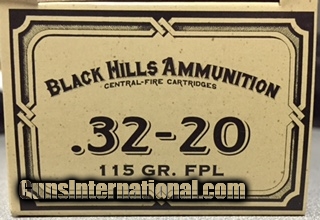 BLACK HILLS AMMUNITION
CENTRAL-FIRE CARTRIDGES
.32-20
115 GR. FPL
GunsInternational.com